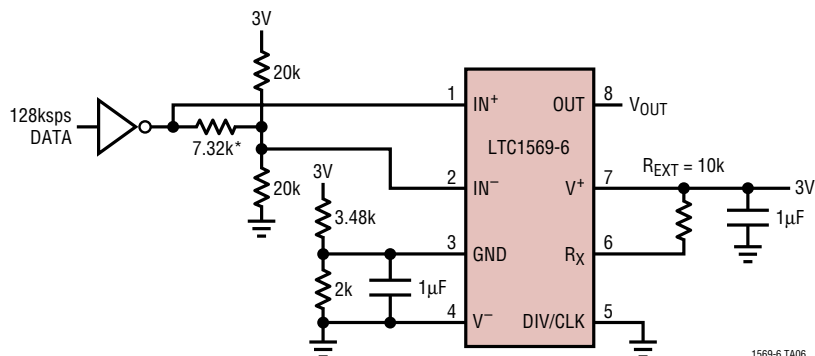 3V
20k
128ksps
DATA
7.32k*
20k
3V
3.48k
2k
1µF
1
IN+
2
IN−
3
GND
4
V−
LTC1569-6
OUT
8
VOUT
V+
7
RX
6
DIV/CLK
5
REXT = 10k
3V
1µF
1569-6 TA06